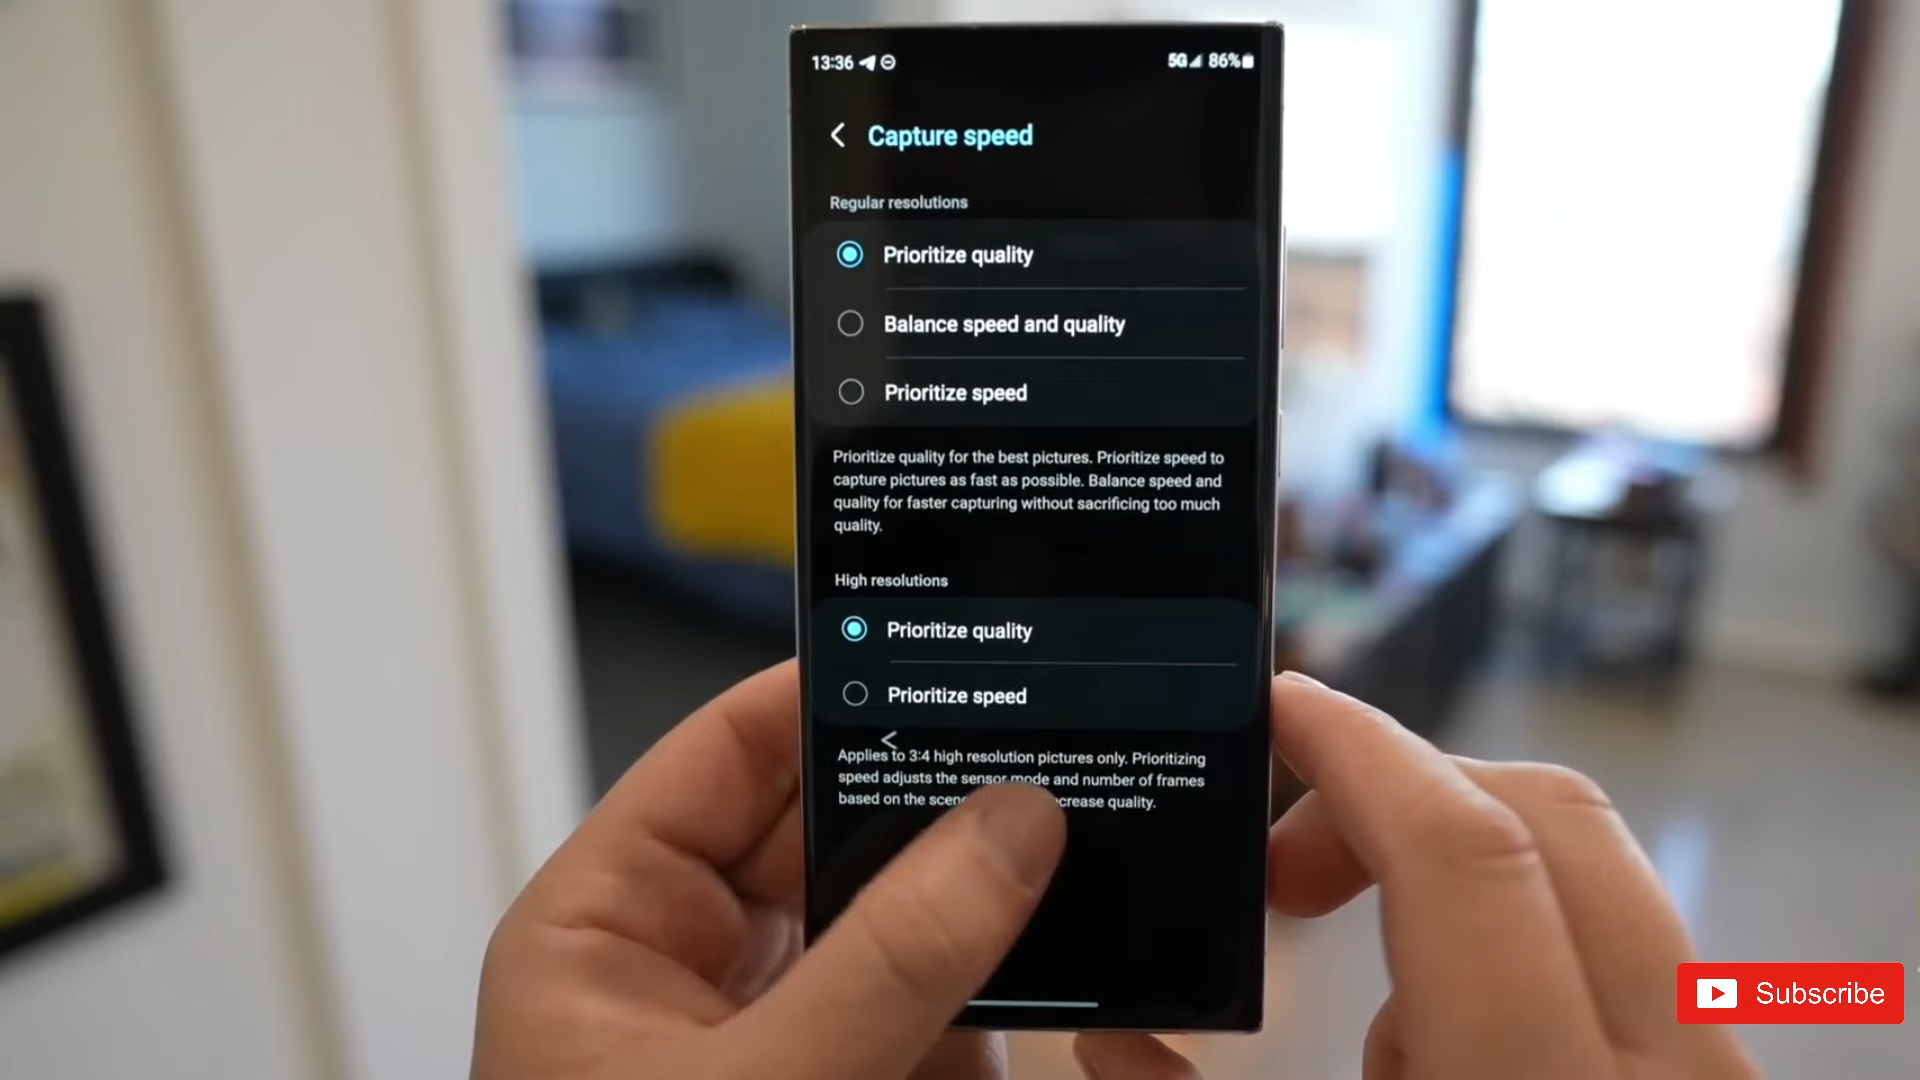 13:36
5G 86%
Capture speed
Regular resolutions
Prioritize quality
Balance speed and quality
Prioritize speed
Prioritize quality for the best pictures. Prioritize speed to
capture pictures as fast as possible. Balance speed and
quality for faster capturing without sacrificing too much
quality.
High resolutions
Prioritize quality
Prioritize speed
Applies to 3:4 high resolution pictures only. Prioritizing
speed adjusts the sensor mode and number of frames
based on the crease quality.
Subscribe